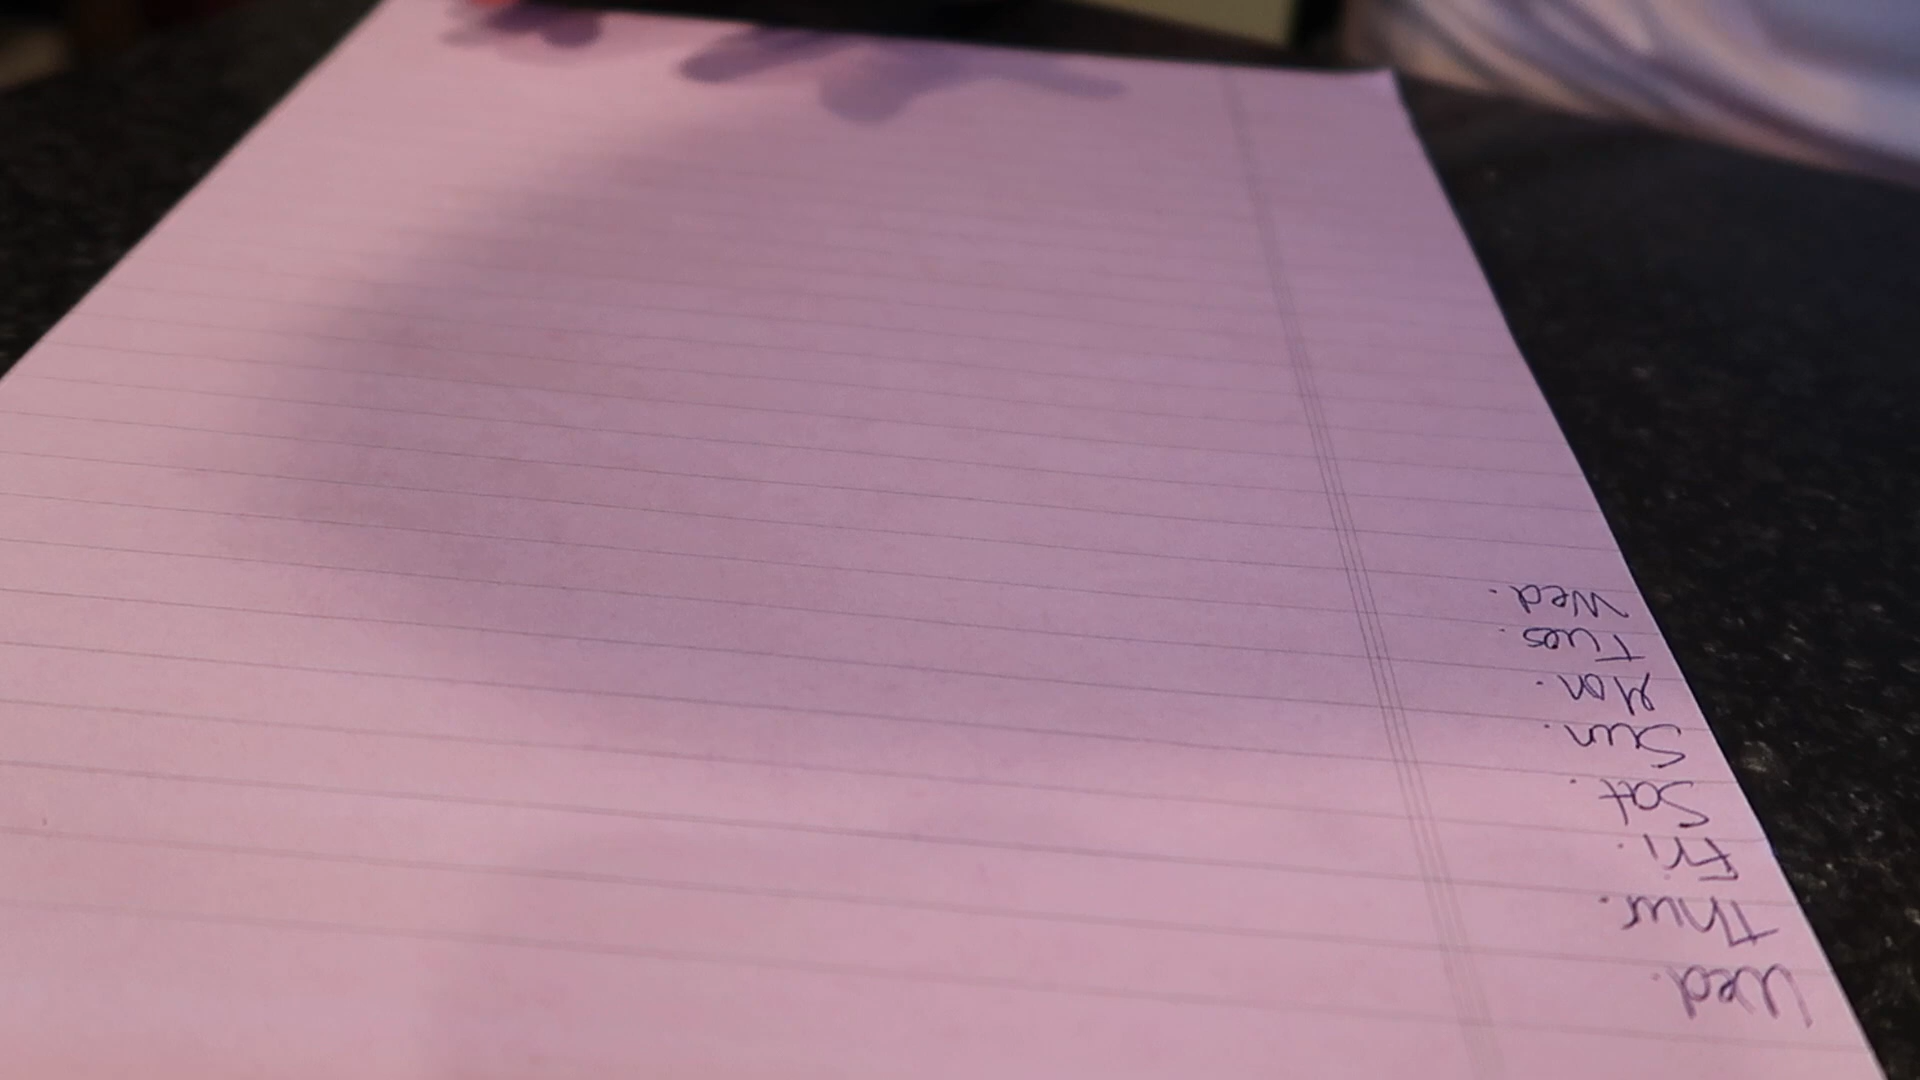 Wed.
Thur.
Fri.
Sat.
Sun.
Mon.
Tues.
Wed.